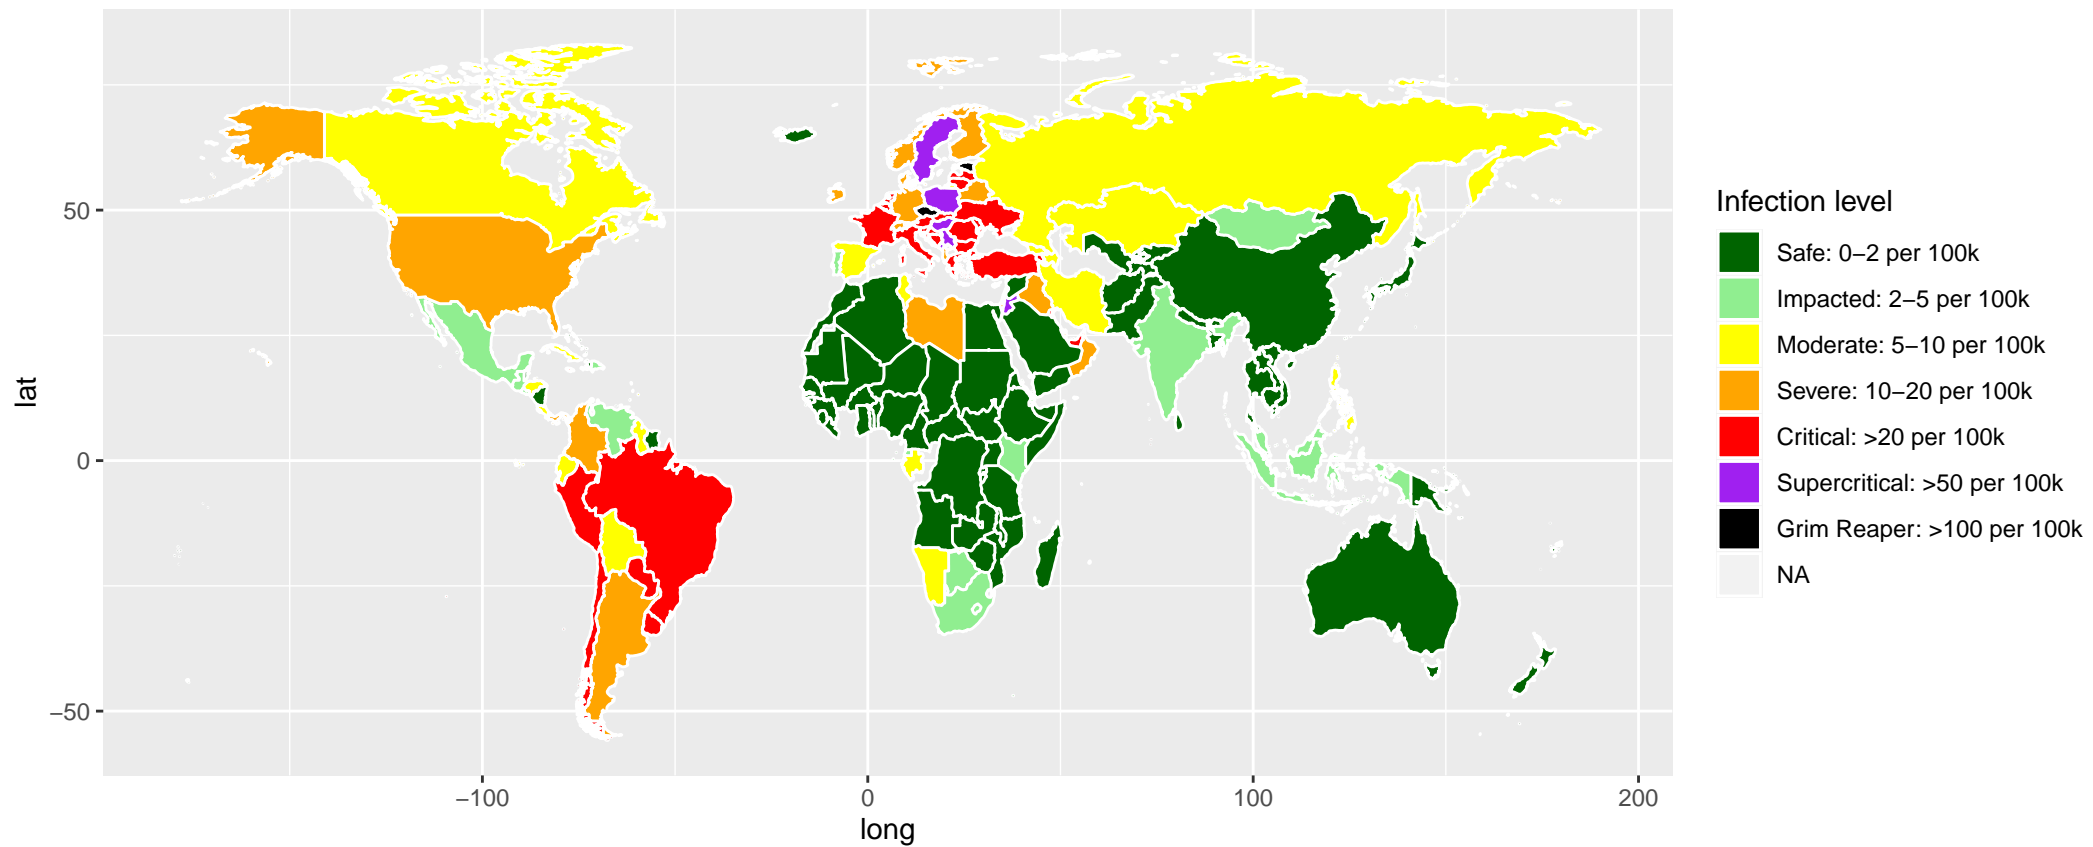 50
0
−50
lat
−100
0
100
200
long
Infection level
Safe: 0−2 per 100k
Impacted: 2−5 per 100k
Moderate: 5−10 per 100k
Severe: 10−20 per 100k
Critical: >20 per 100k
Supercritical: >50 per 100k
Grim Reaper: >100 per 100k
NA